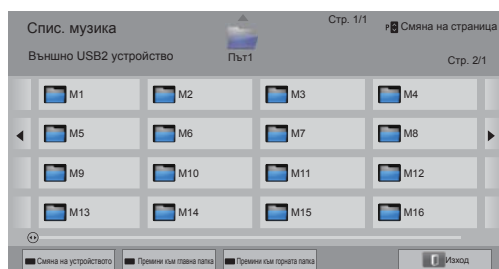 Спис. музика
Стр. 1/1
P Смяна на страница
Външно USB2 устройство
Път1
Стр. 2/1
M1
M2
M3
M4
M5
M6
M7
M8
M9
M10
M11
M12
M13
M14
M15
M16
Смяна на устройството
Премини към главна папка
Премини към горната папка
Изход